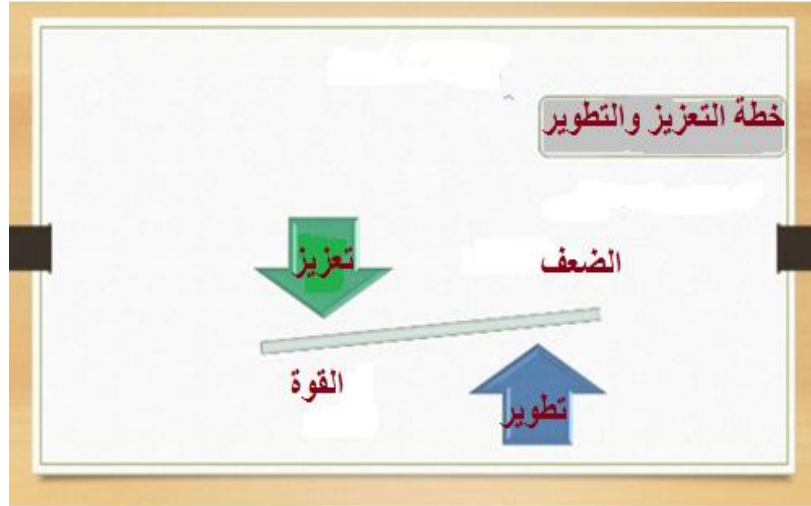 خطة التعزيز والتطوير
الضعف
تعزيز
القوة
تطوير